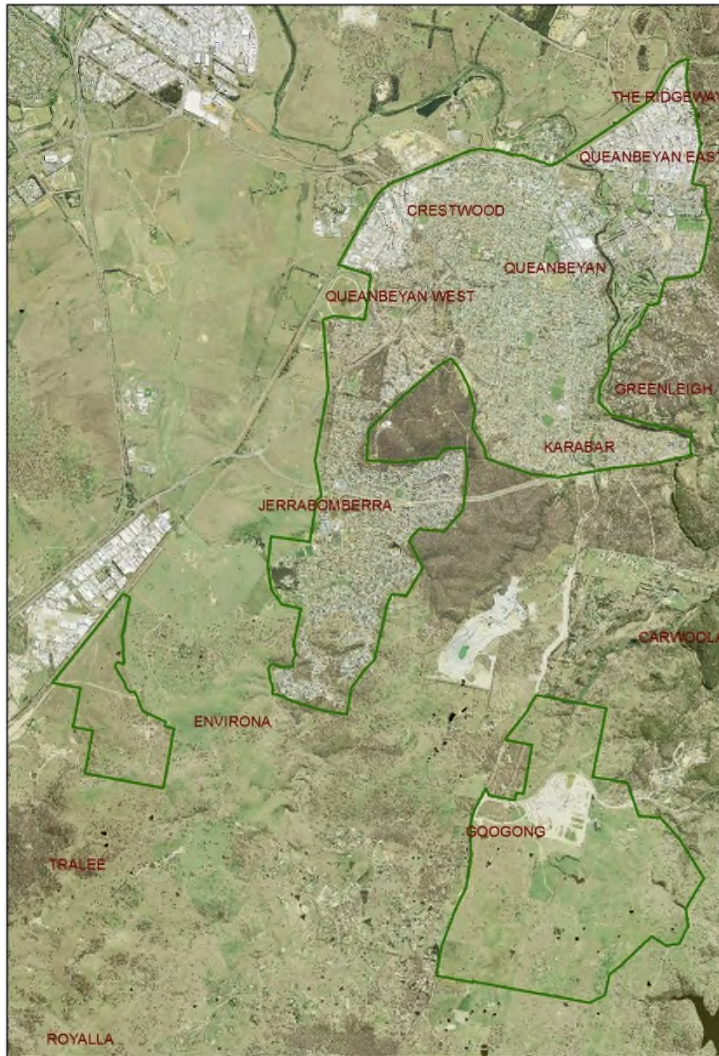 THE RIDGEWAY
QUEANBEYAN EAST
CRESTWOOD
QUEANBEYAN
QUEANBEYAN WEST
GREENLEIGH
KARABAR
JERRABOMBERRA
CARWOOLA
ENVIRONA
GOOGONG
TRALEE
ROYALLA